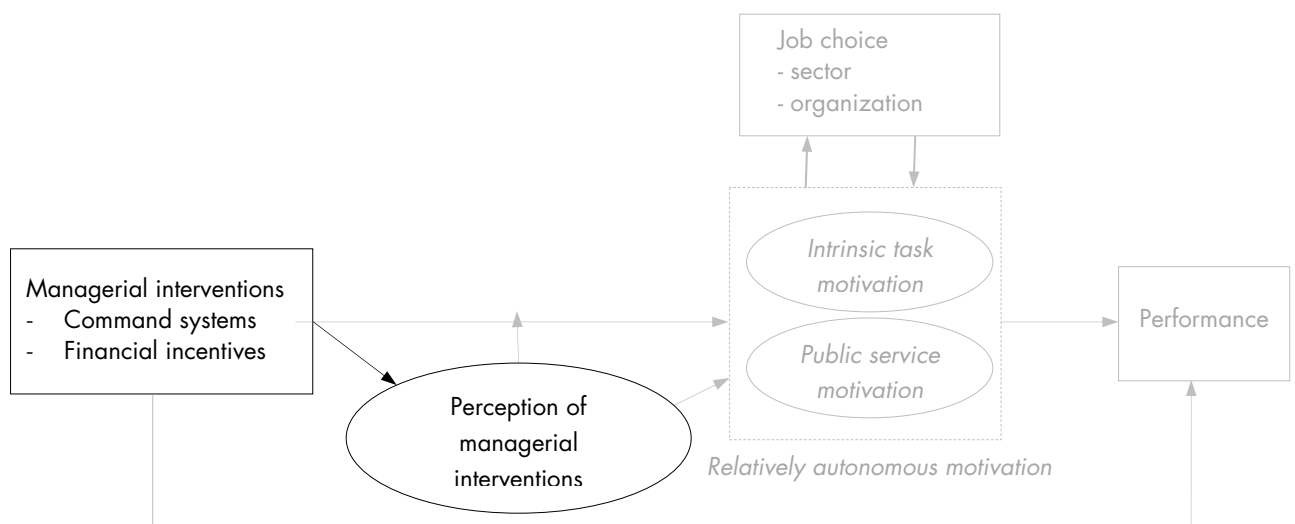 Job choice
- sector
- organization
Managerial interventions
- Command systems
- Financial incentives
Perception of
managerial
interventions
Intrinsic task
motivation
Public service
motivation
Relatively autonomous motivation
Performance